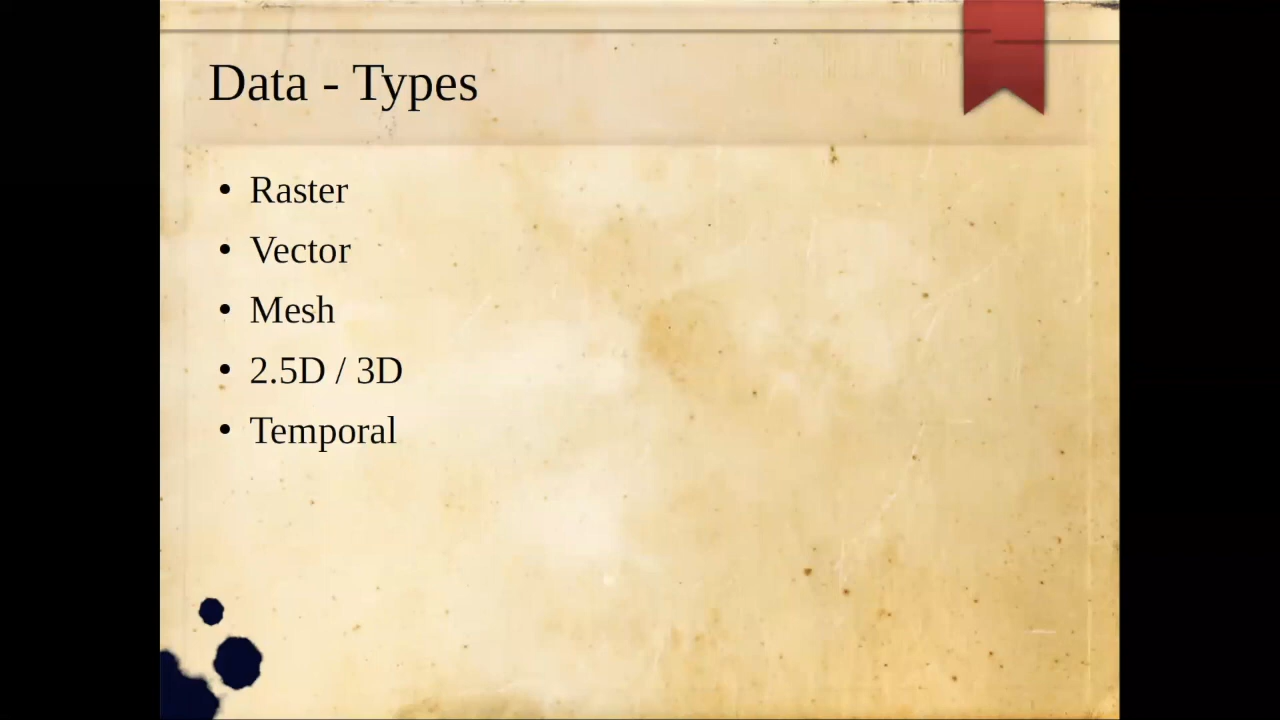 Data - Types
• Raster
• Vector
• Mesh
• 2.5D / 3D
• Temporal